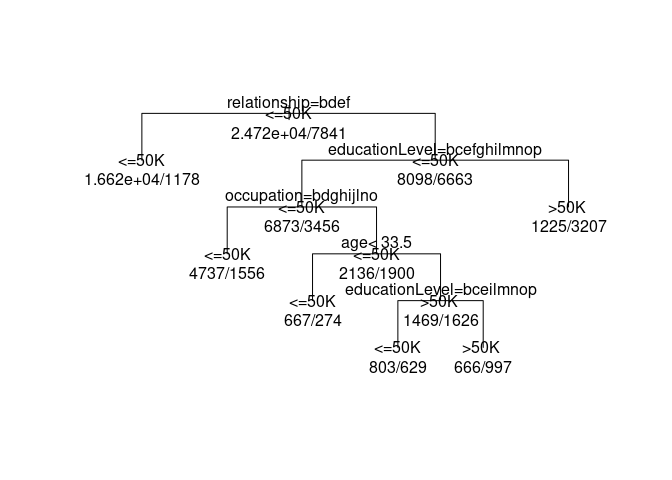 relationship=bdef
<=50K
2.472e+04/7841
educationLevel=bcefghilmnop
<=50K
1.662e+04/1178
<=50K
8098/6663
occupation=bdghijlno
<=50K
6873/3456
>50K
1225/3207
age< 33.5
<=50K
4737/1556
<=50K
2136/1900
educationLevel=bceilmnop
<=50K
667/274
>50K
1469/1626
<=50K
803/629
>50K
666/997